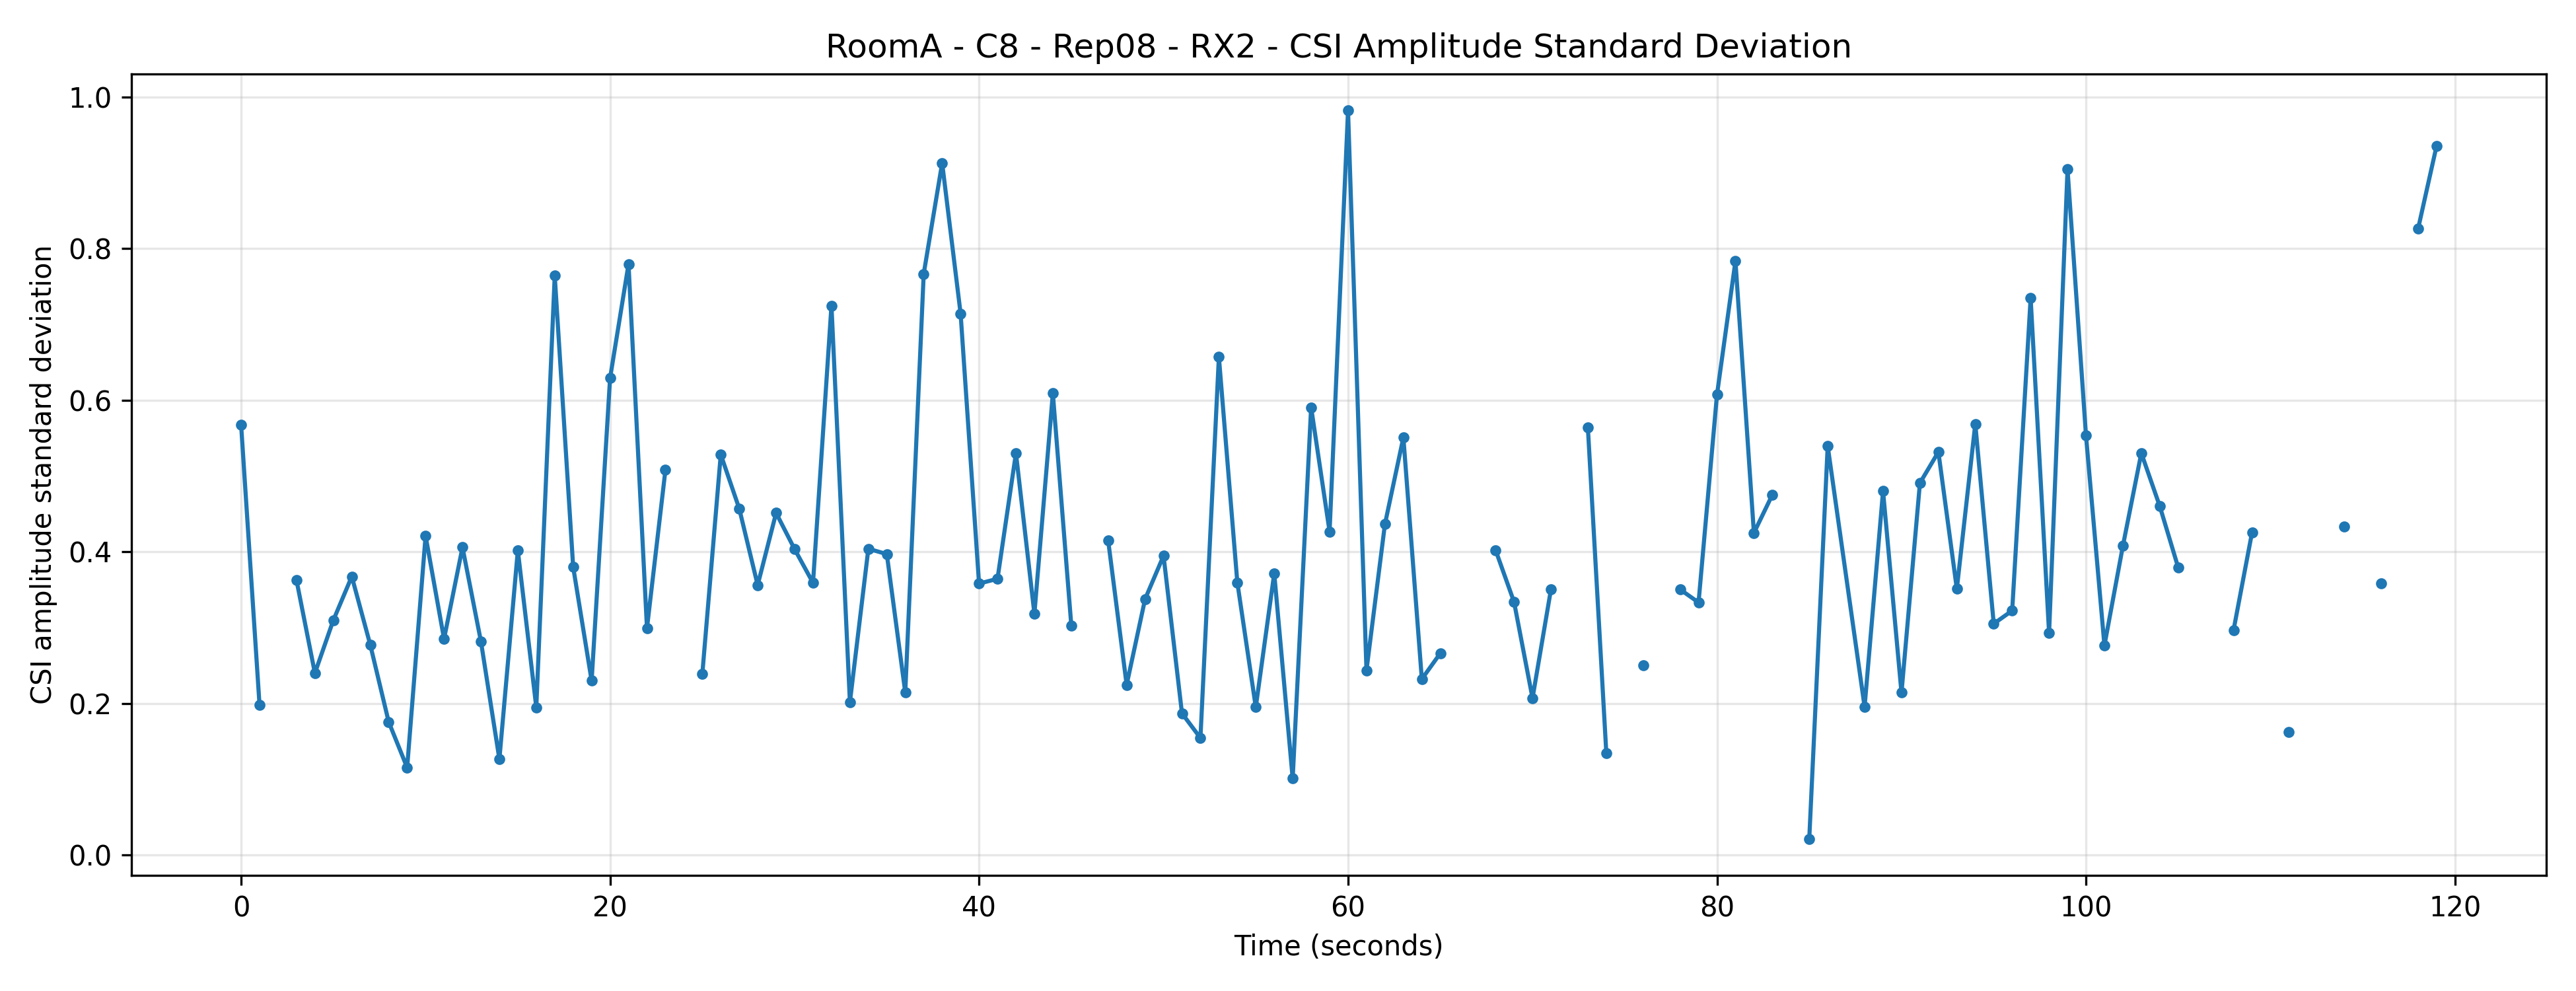 RoomA - C8 - Rep08 - RX2 - CSI Amplitude Standard Deviation
1.0
0.8
0.6
0.4
0.2
0.0
CSI amplitude standard deviation
0 20 40 60 80 100 120
Time (seconds)